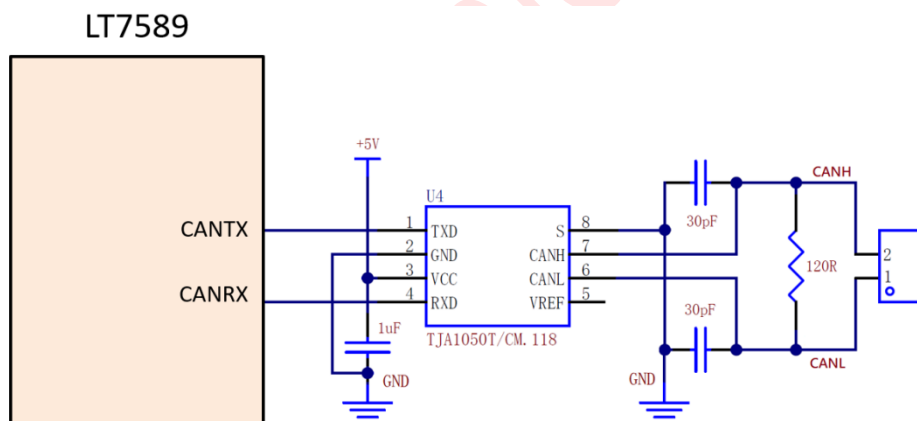 LT7589
+5V
CANH
U4
CANTX
1
TXD
S
8
30pF
2
GND
CANH
7
2
3
VCC
CANL
6
120R
1
CANRX
4
RXD
VREF
5
30pF
1uF
TJA1050T/CM.118
GND
GND
CANL